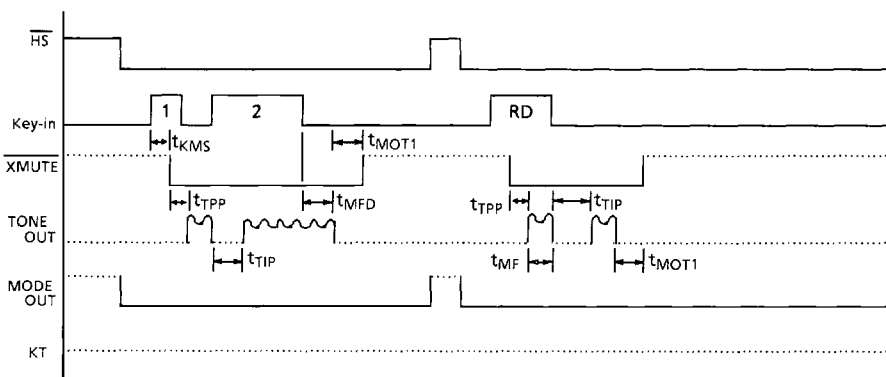 HS
1 2 RD
Key-in
tKMS tMOT1
XMUTE
tTPP tMFD tTPP tTIP
TONE
OUT
tTIP tMF tMOT1
MODE
OUT
KT